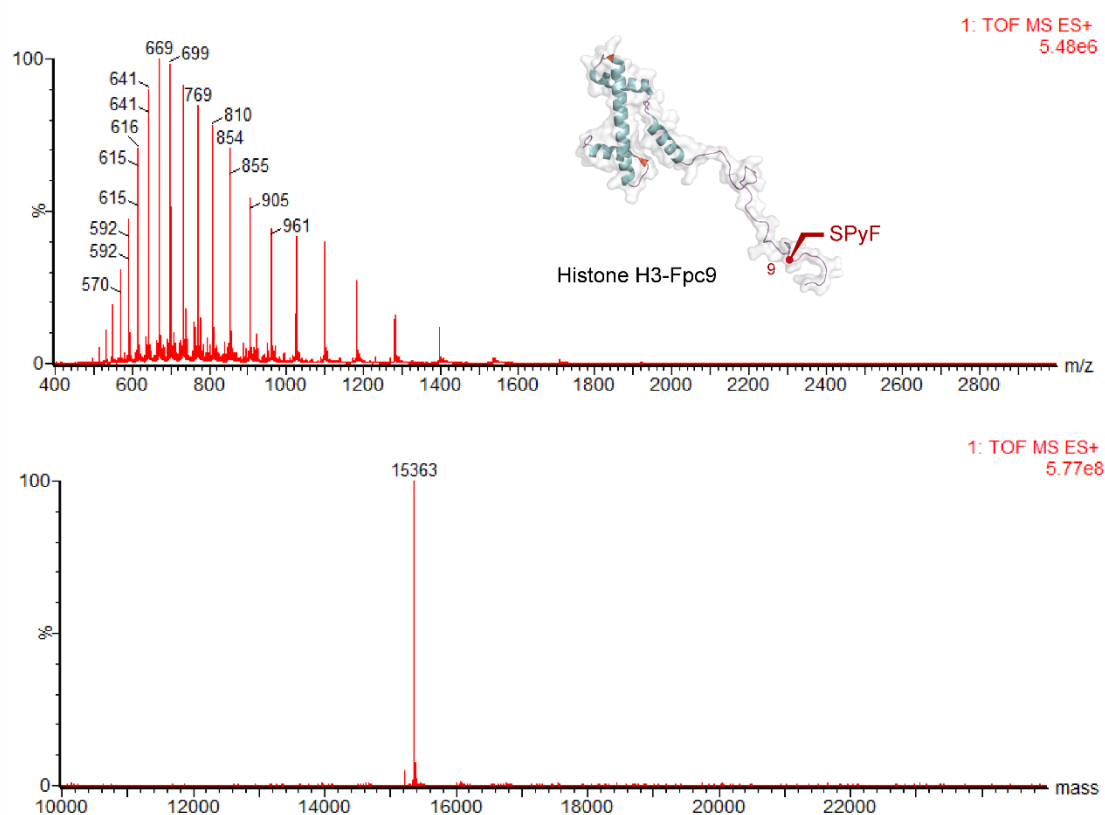 1: TOF MS ES+
5.48e6
100
669
699
641
641
769
810
616
854
615
855
615
905
592
961
592
570
%
0
SPyF
9
Histone H3-Fpc9
400 600 800 1000 1200 1400 1600 1800 2000 2200 2400 2600 2800
m/z
1: TOF MS ES+
5.77e8
15363
100
%
0
10000 12000 14000 16000 18000 20000 22000
mass